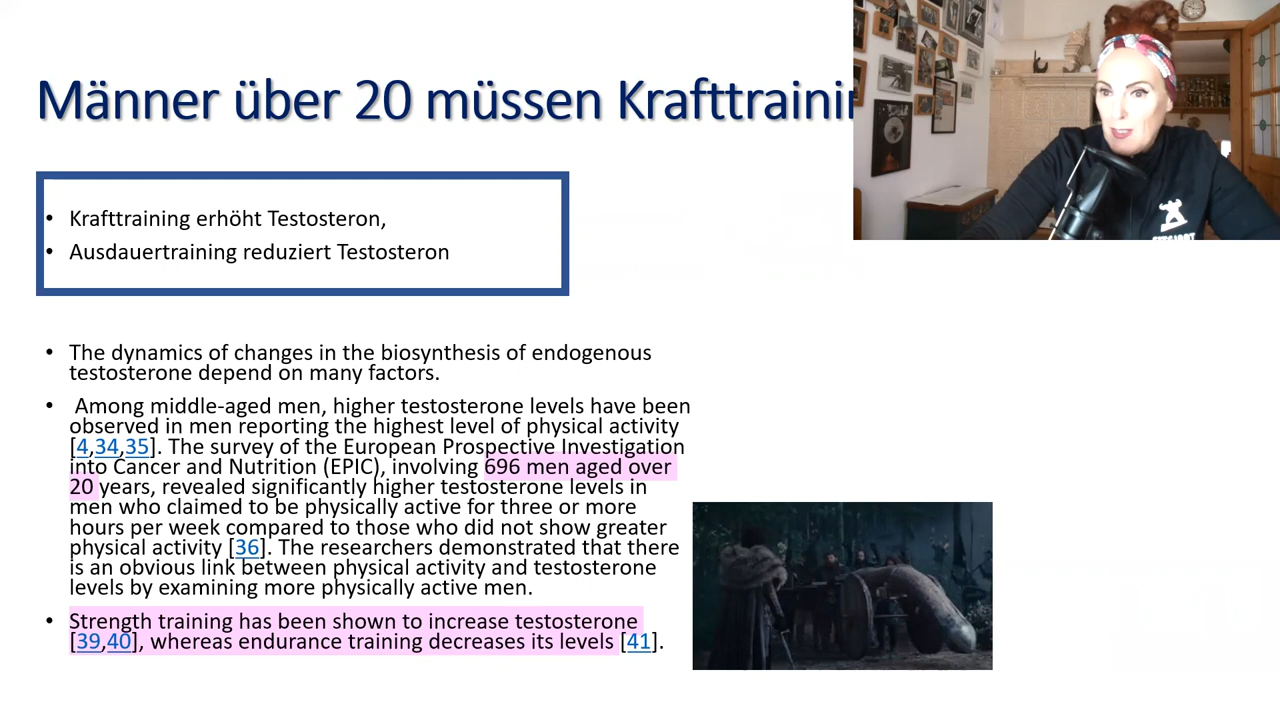 Männer über 20 müssen Krafttraini
• Krafttraining erhöht Testosteron,
• Ausdauertraining reduziert Testosteron
• The dynamics of changes in the biosynthesis of endogenous
testosterone depend on many factors.
• Among middle-aged men, higher testosterone levels have been
observed in men reporting the highest level of physical activity
[4,34,35]. The survey of the European Prospective Investigation
into Cancer and Nutrition (EPIC), involving 696 men aged over
20 years, revealed significantly higher testosterone levels in
men who claimed to be physically active for three or more
hours per week compared to those who did not show greater
physical activity [36]. The researchers demonstrated that there
is an obvious link between physical activity and testosterone
levels by examining more physically active men.
• Strength training has been shown to increase testosterone
[39,40], whereas endurance training decreases its levels [41].